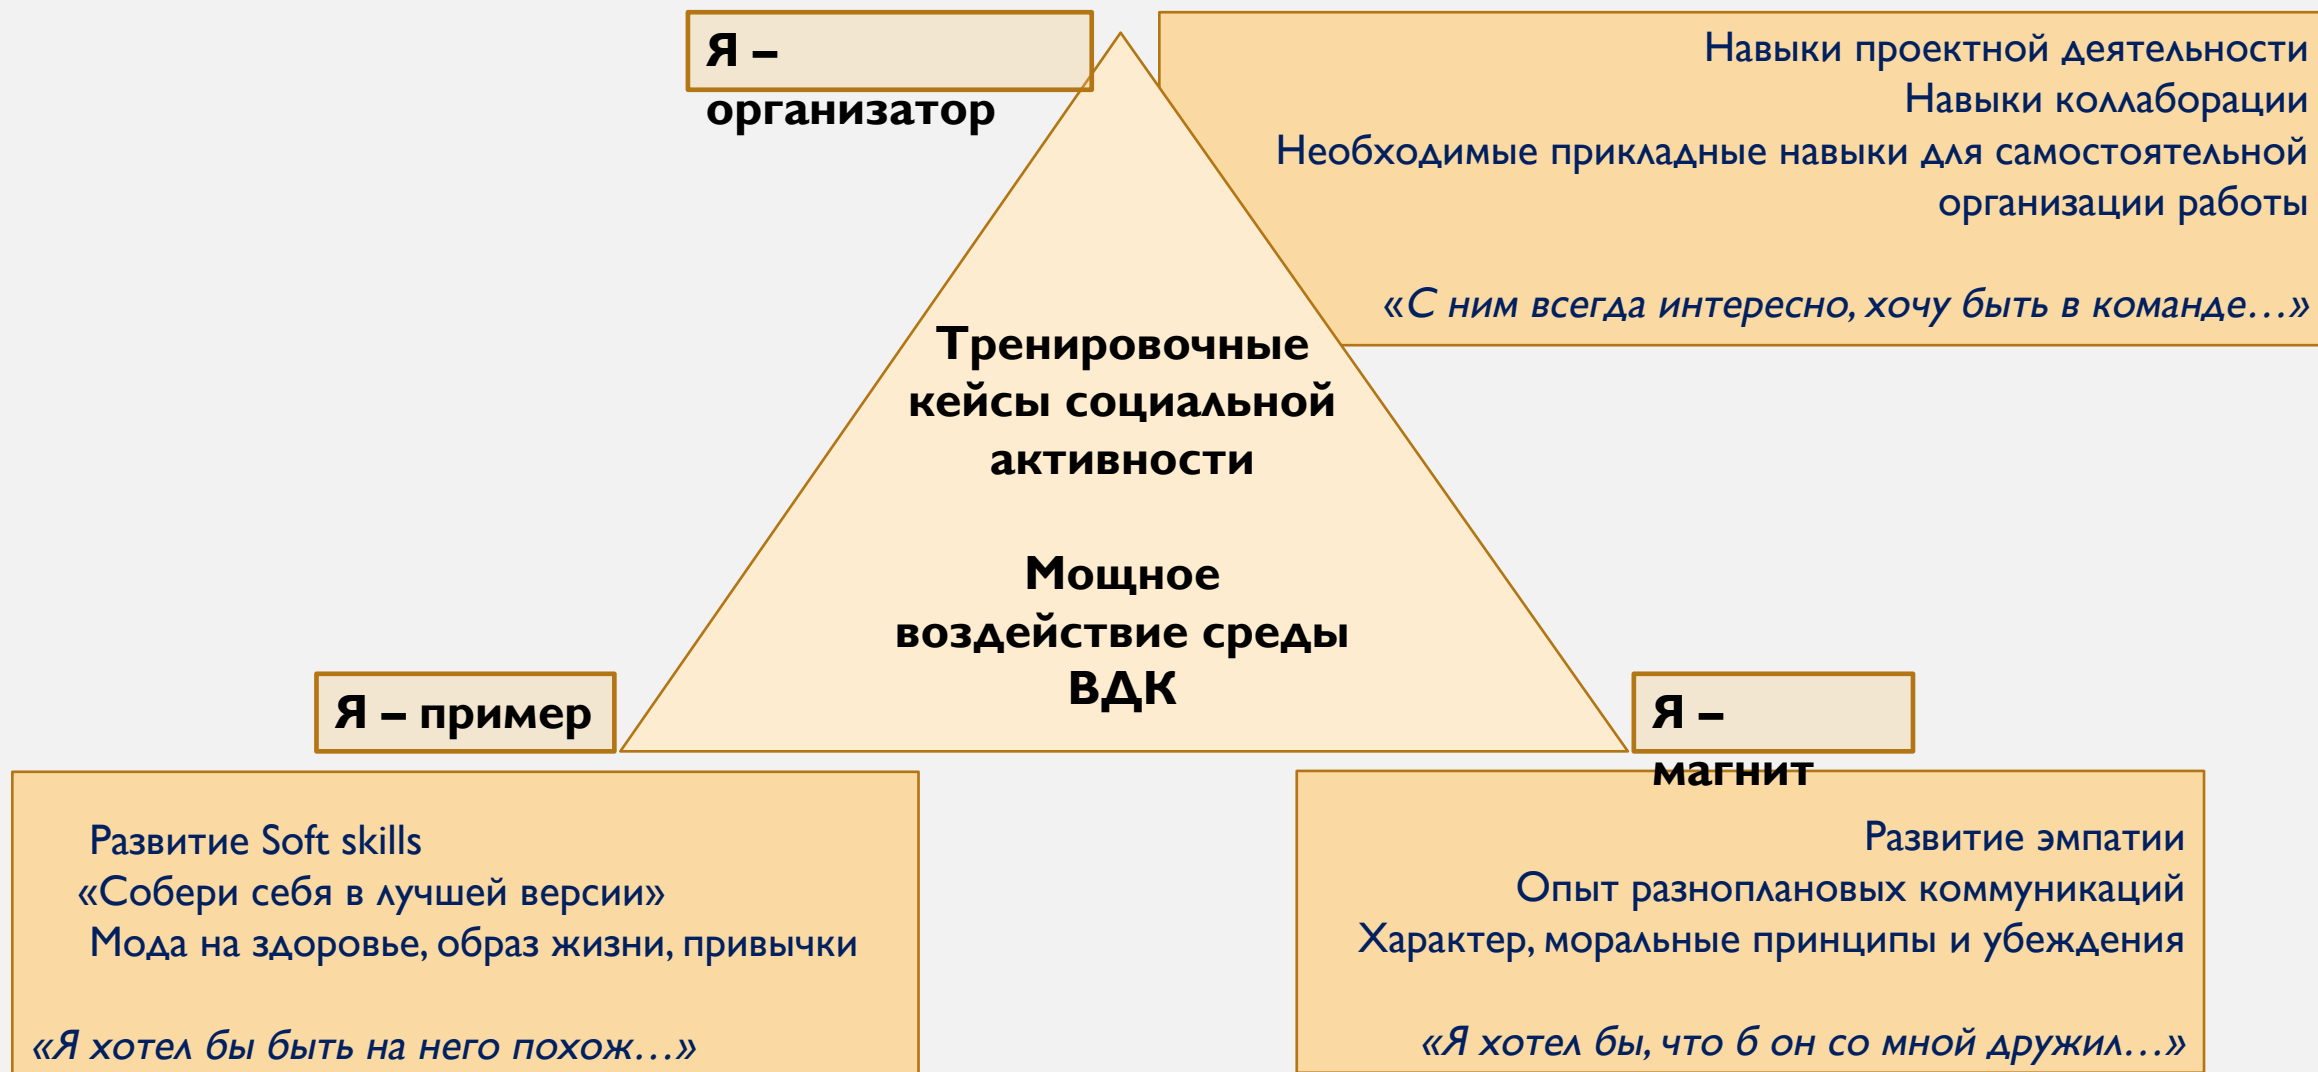 Я –
организатор
Навыки проектной деятельности
Навыки коллаборации
Необходимые прикладные навыки для самостоятельной
организации работы
«С ним всегда интересно, хочу быть в команде…»
Тренировочные
кейсы социальной
активности
Мощное
воздействие среды
ВДК
Я – пример
Развитие Soft skills
«Собери себя в лучшей версии»
Мода на здоровье, образ жизни, привычки
«Я хотел бы быть на него похож…»
Я –
магнит
Развитие эмпатии
Опыт разноплановых коммуникаций
Характер, моральные принципы и убеждения
«Я хотел бы, что б он со мной дружил…»